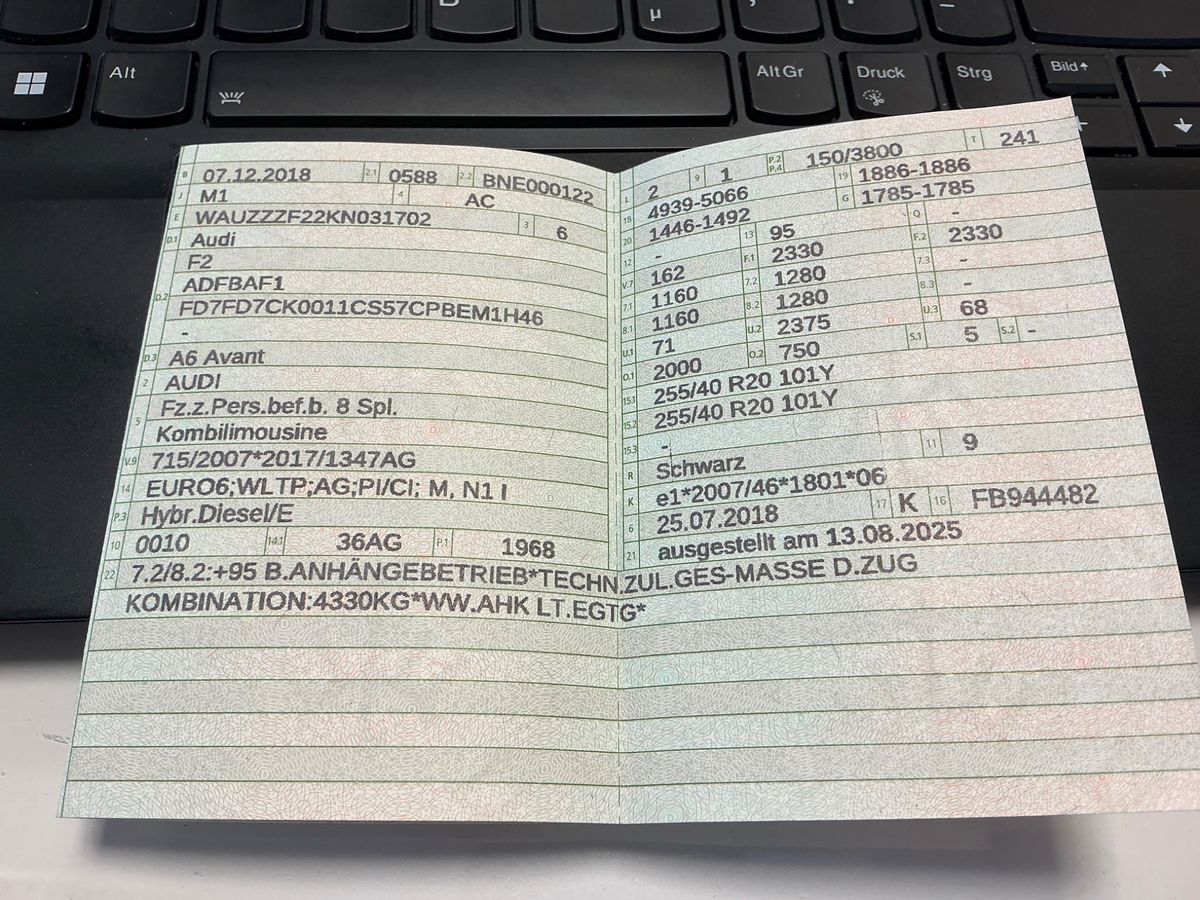 Alt
Alt Gr
Druck
Strg
Bild
B 07.12.2018 2.1 0588 2.2 BNE000122
J M1 4 AC
E WAUZZZF22KN031702 3 6
D.1 Audi
F2
D.2 ADFBAF1
FD7FD7CK0011CS57CPBEM1H46
-
D.3 A6 Avant
2 AUDI
5 Fz.z.Pers.bef.b. 8 Spl.
Kombilimousine
V.9 715/2007*2017/1347AG
14 EURO6;WLTP;AG;PI/CI; M, N1 I
P.3 Hybr.Diesel/E
10 0010 14.1 36AG P.1 1968
L 2 9 1 P.2 P.4 150/3800 T 241
18 4939-5066 19 1886-1886
20 1446-1492 G 1785-1785
12 - 13 95 Q -
V.7 162 F.1 2330 F.2 2330
7.1 1160 7.2 1280 7.3 -
8.1 1160 8.2 1280 8.3 -
U.1 71 U.2 2375 U.3 68
O.1 2000 O.2 750 S.1 5 S.2 -
15.1 255/40 R20 101Y
15.2 255/40 R20 101Y
15.3 -
R Schwarz 11 9
K e1*2007/46*1801*06
6 25.07.2018 17 K 16 FB944482
21 ausgestellt am 13.08.2025
22 7.2/8.2:+95 B.ANHÄNGEBETRIEB*TECHN.ZUL.GES-MASSE D.ZUG
KOMBINATION:4330KG*WW.AHK LT.EGTG*